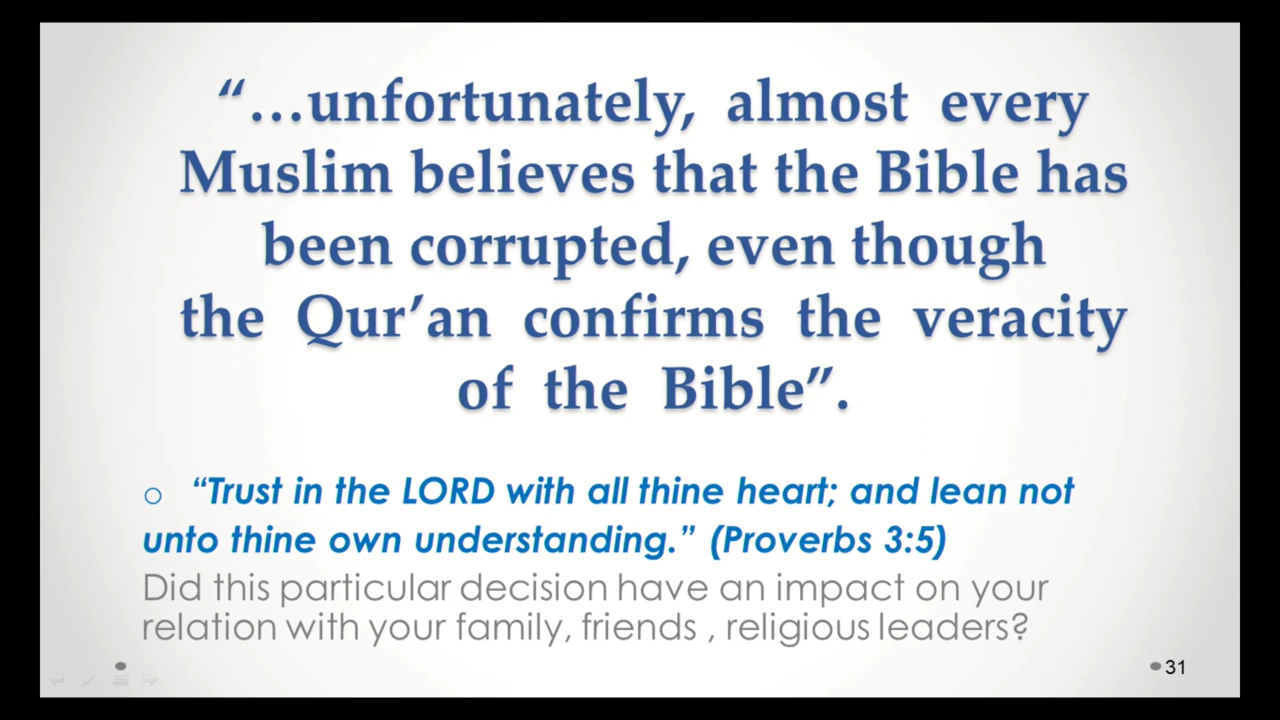 “…unfortunately, almost every
Muslim believes that the Bible has
been corrupted, even though
the Qur’an confirms the veracity
of the Bible”.
“Trust in the LORD with all thine heart; and lean not
unto thine own understanding.” (Proverbs 3:5)
Did this particular decision have an impact on your
relation with your family, friends , religious leaders?
31